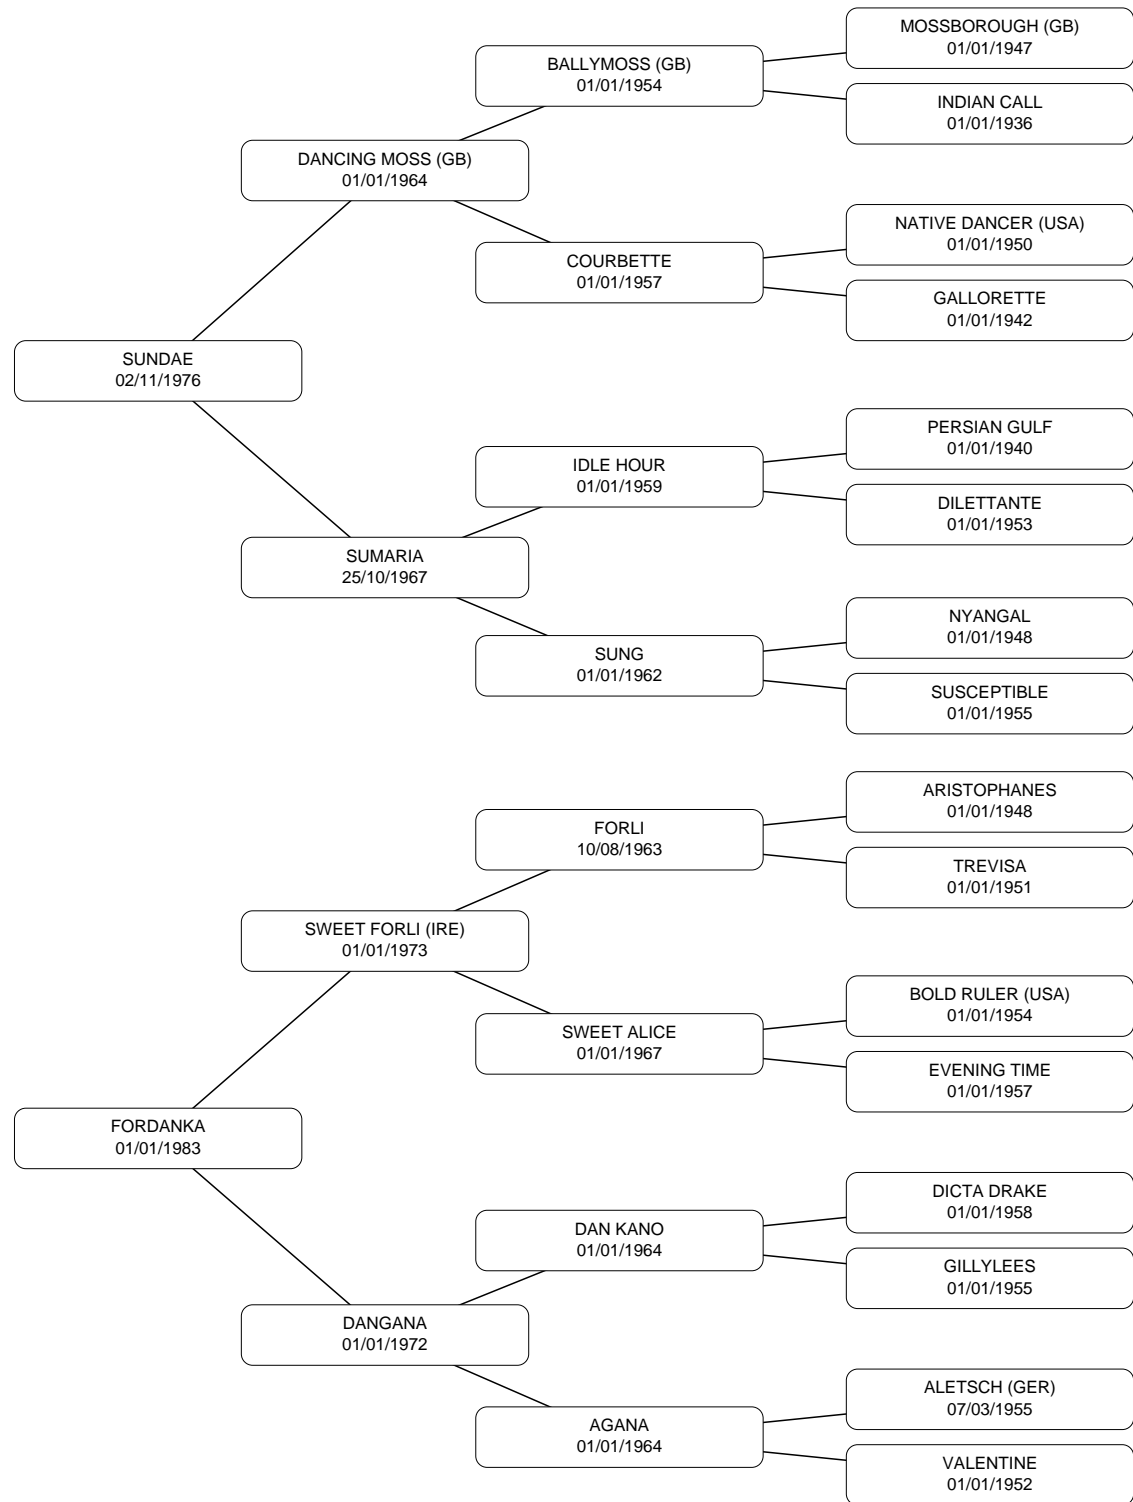 MOSSBOROUGH (GB)
01/01/1947
BALLYMOSS (GB)
01/01/1954
INDIAN CALL
01/01/1936
DANCING MOSS (GB)
01/01/1964
NATIVE DANCER (USA)
01/01/1950
COURBETTE
01/01/1957
GALLORETTE
01/01/1942
SUNDAE
02/11/1976
PERSIAN GULF
01/01/1940
IDLE HOUR
01/01/1959
DILETTANTE
01/01/1953
SUMARIA
25/10/1967
NYANGAL
01/01/1948
SUNG
01/01/1962
SUSCEPTIBLE
01/01/1955
ARISTOPHANES
01/01/1948
FORLI
10/08/1963
TREVISA
01/01/1951
SWEET FORLI (IRE)
01/01/1973
BOLD RULER (USA)
01/01/1954
SWEET ALICE
01/01/1967
EVENING TIME
01/01/1957
FORDANKA
01/01/1983
DICTA DRAKE
01/01/1958
DAN KANO
01/01/1964
GILLYLEES
01/01/1955
DANGANA
01/01/1972
ALETSCH (GER)
07/03/1955
AGANA
01/01/1964
VALENTINE
01/01/1952